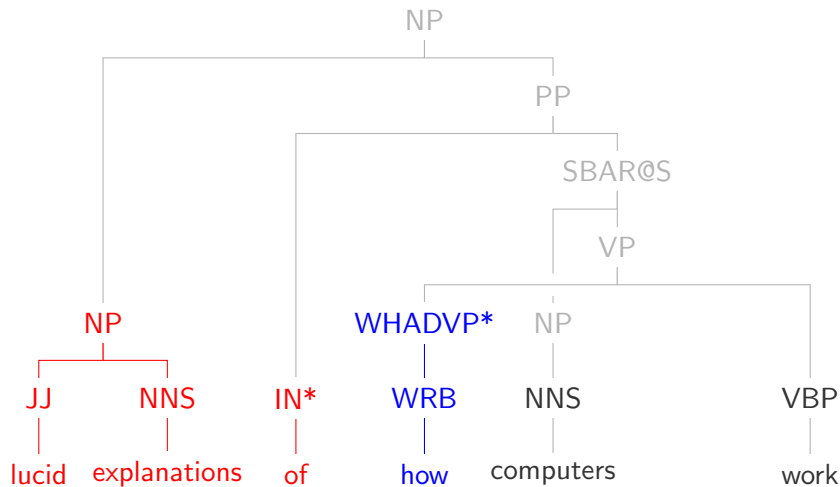 NP
PP
SBAR@S
VP
NP WHADVP* NP
JJ NNS IN* WRB NNS VBP
lucid explanations of how computers work